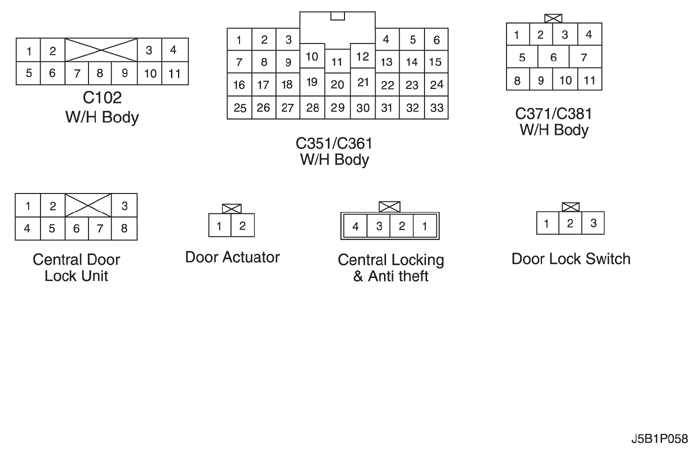 1 2 3 4
5 6 7 8 9 10 11
C102
W/H Body
1 2 3 4 5 6
7 8 9 10 11 12 13 14 15
16 17 18 19 20 21 22 23 24
25 26 27 28 29 30 31 32 33
C351/C361
W/H Body
1 2 3 4
5 6 7
8 9 10 11
C371/C381
W/H Body
1 2 3
4 5 6 7 8
Central Door
Lock Unit
1 2
Door Actuator
4 3 2 1
Central Locking
& Anti theft
1 2 3
Door Lock Switch
J5B1P058